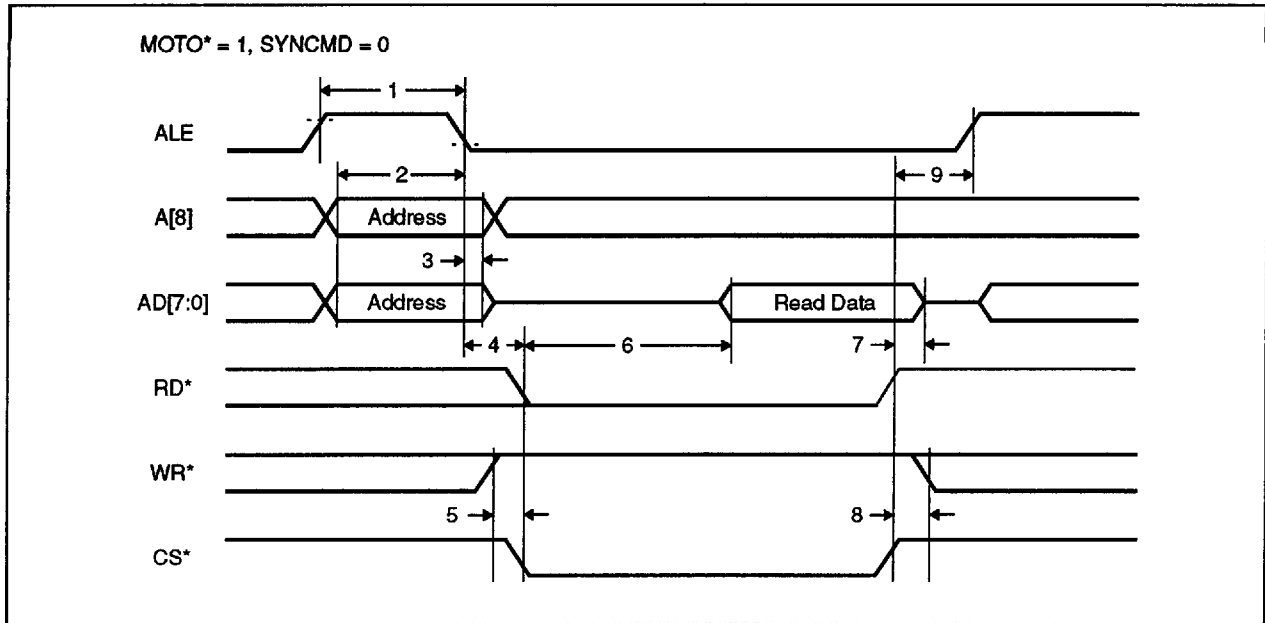 MOTO* = 1, SYNCMD = 0
1
ALE
2
9
A[8]
Address
3
AD[7:0]
Address
Read Data
4
6
7
RD*
WR*
5
8
CS*